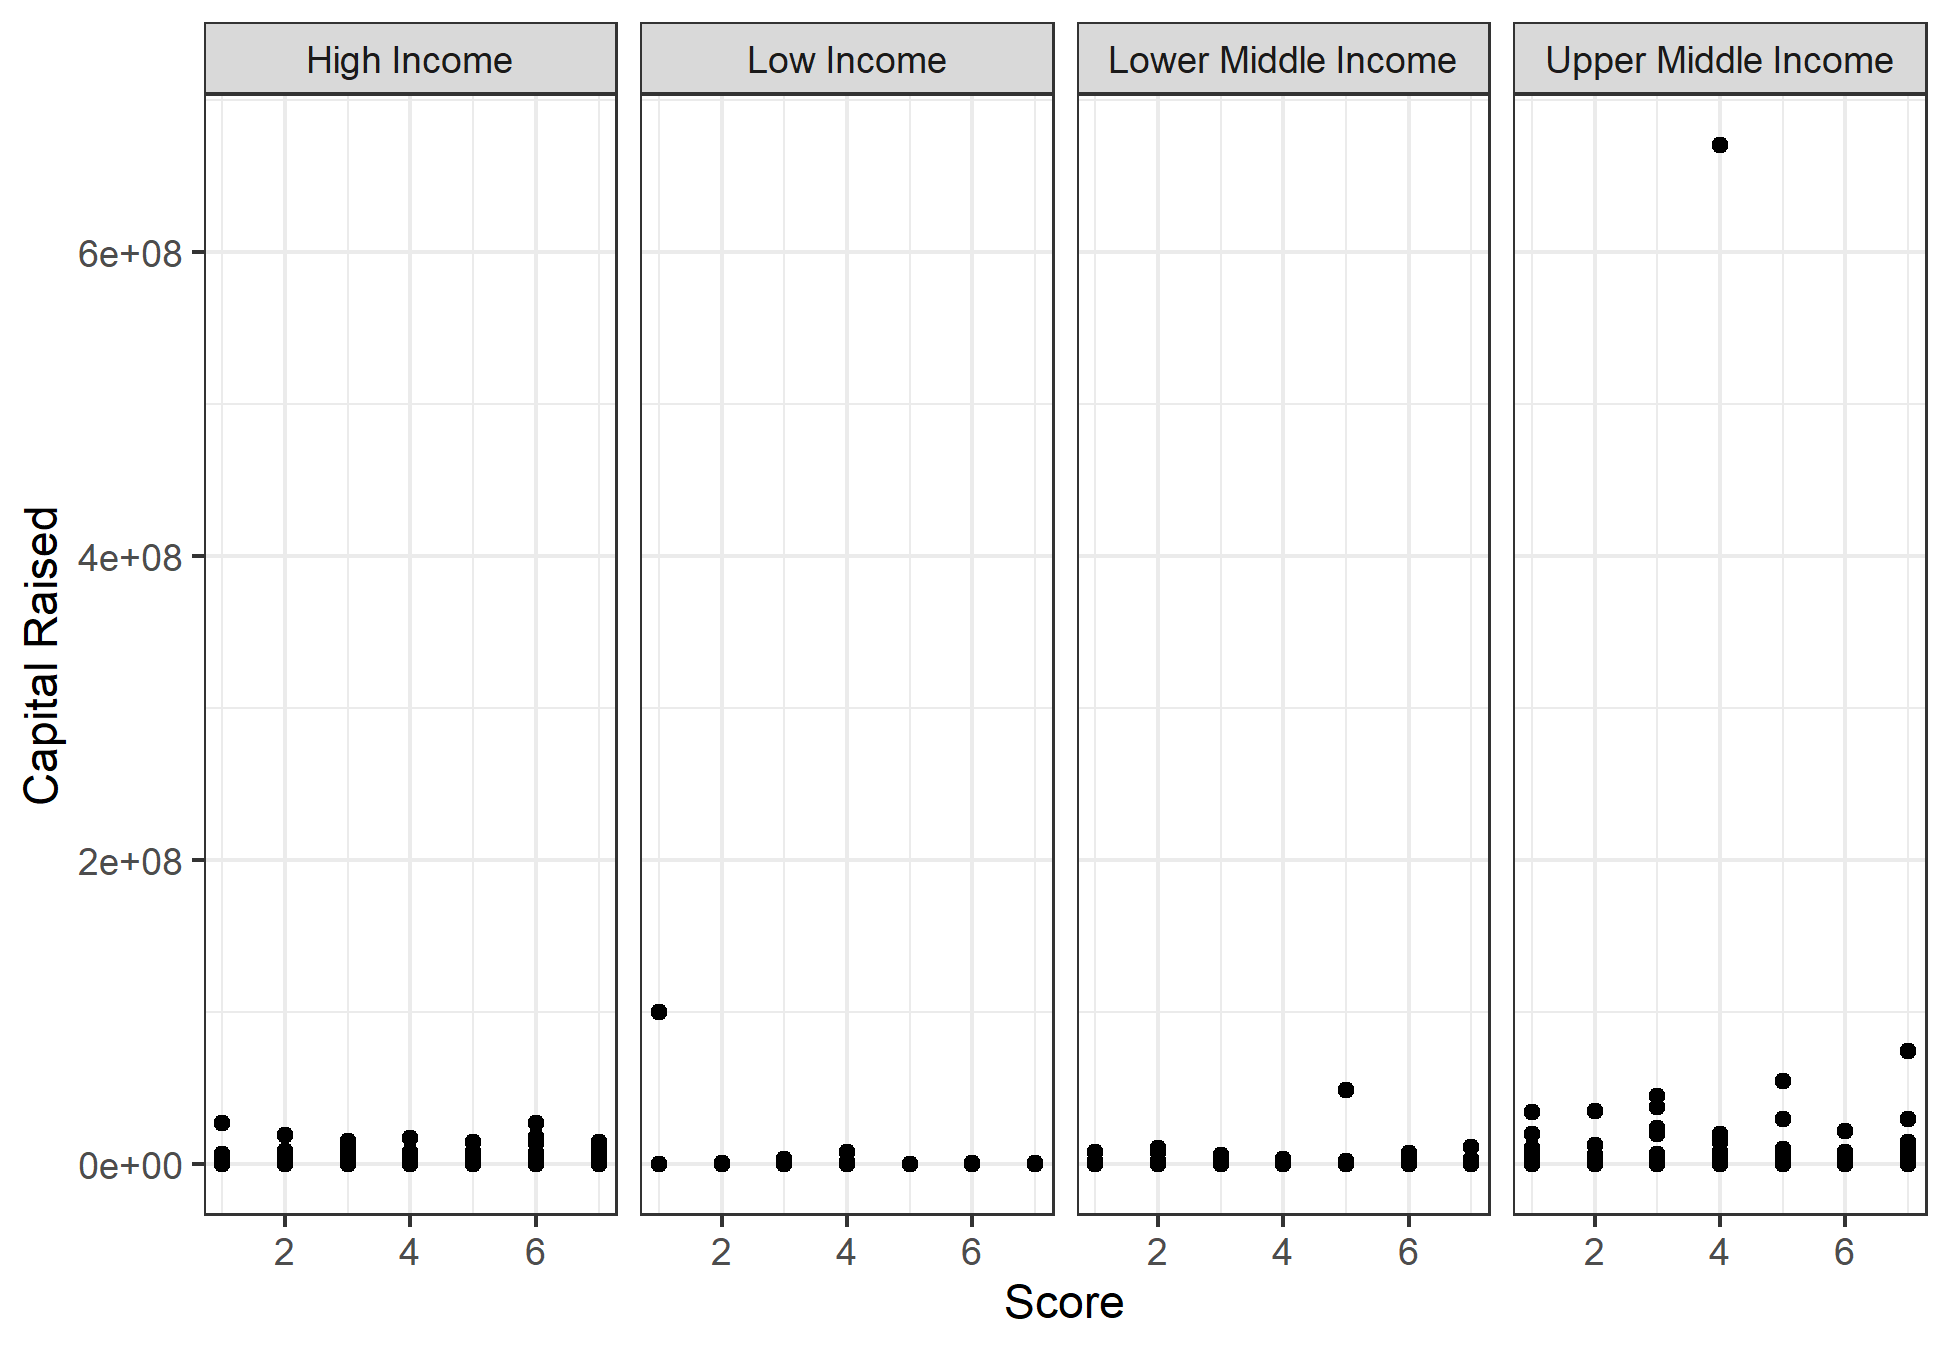 High Income
Low Income
Lower Middle Income
Upper Middle Income
Capital Raised
6e+08
4e+08
2e+08
0e+00
2 4 6
2 4 6
2 4 6
2 4 6
Score